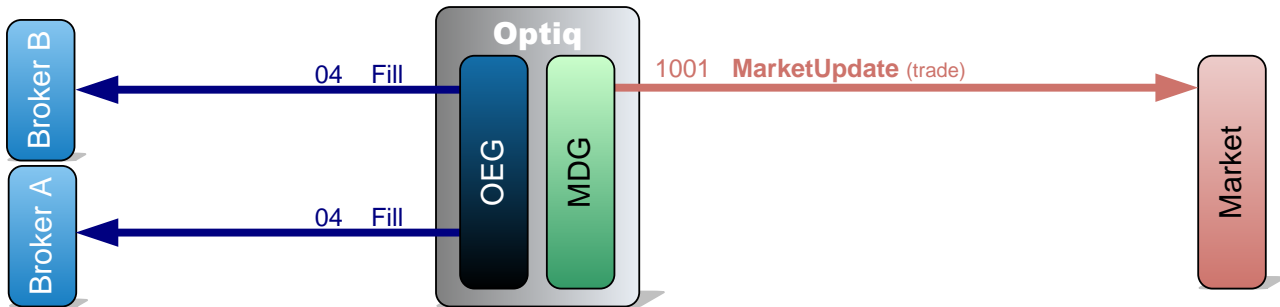 Optiq
Broker B
04 Fill
1001 MarketUpdate (trade)
OEG
MDG
Market
Broker A
04 Fill